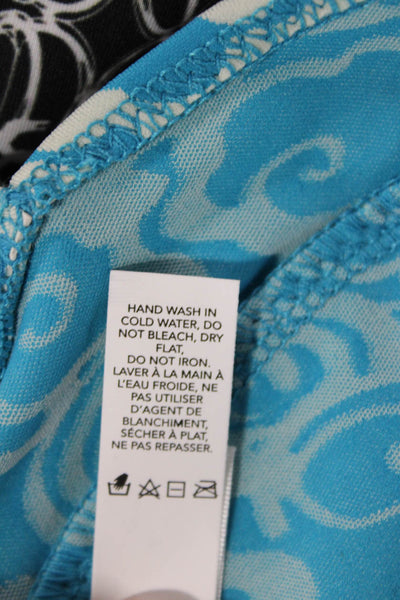 HAND WASH IN
COLD WATER, DO
NOT BLEACH, DRY
FLAT,
DO NOT IRON.
LAVER À LA MAIN À
L'EAU FROIDE, NE
PAS UTILISER
D'AGENT DE
BLANCHIMENT,
SÉCHER À PLAT,
NE PAS REPASSER.